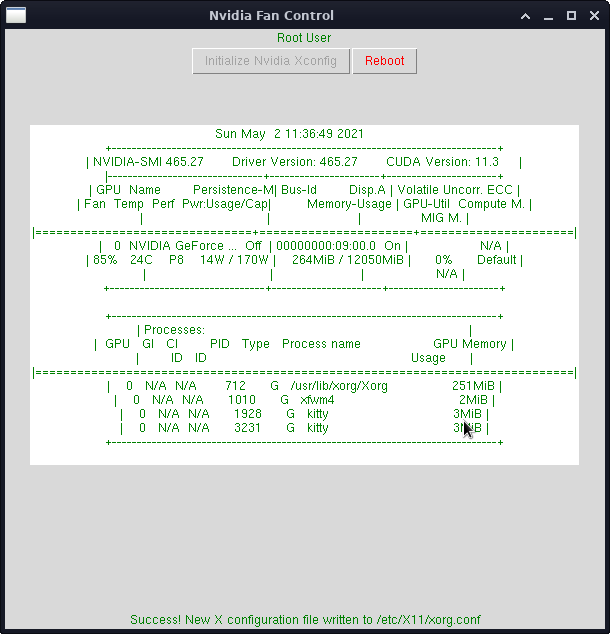 Nvidia Fan Control
Root User
Initialize Nvidia Xconfig Reboot
Sun May  2 11:36:49 2021
+-----------------------------------------------------------------------------+
| NVIDIA-SMI 465.27       Driver Version: 465.27       CUDA Version: 11.3     |
|-------------------------------+----------------------+----------------------+
| GPU  Name        Persistence-M| Bus-Id        Disp.A | Volatile Uncorr. ECC |
| Fan  Temp  Perf  Pwr:Usage/Cap|         Memory-Usage | GPU-Util  Compute M. |
|                               |                      |               MIG M. |
|===============================+======================+======================|
|   0  NVIDIA GeForce ...  Off  | 00000000:09:00.0  On |                  N/A |
| 85%   24C    P8    14W / 170W |    264MiB / 12050MiB |      0%      Default |
|                               |                      |                  N/A |
+-------------------------------+----------------------+----------------------+
+-----------------------------------------------------------------------------+
| Processes:                                                                  |
|  GPU   GI   CI        PID   Type   Process name                  GPU Memory |
|        ID   ID                                                   Usage      |
|=============================================================================|
|    0   N/A  N/A       712      G   /usr/lib/xorg/Xorg                251MiB |
|    0   N/A  N/A      1010      G   xfwm4                               2MiB |
|    0   N/A  N/A      1928      G   kitty                               3MiB |
|    0   N/A  N/A      3231      G   kitty                               3MiB |
+-----------------------------------------------------------------------------+
Success! New X configuration file written to /etc/X11/xorg.conf